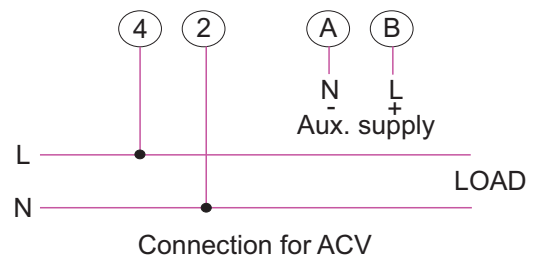 4 2 A B
N L
- +
Aux. supply
L
LOAD
N
Connection for ACV